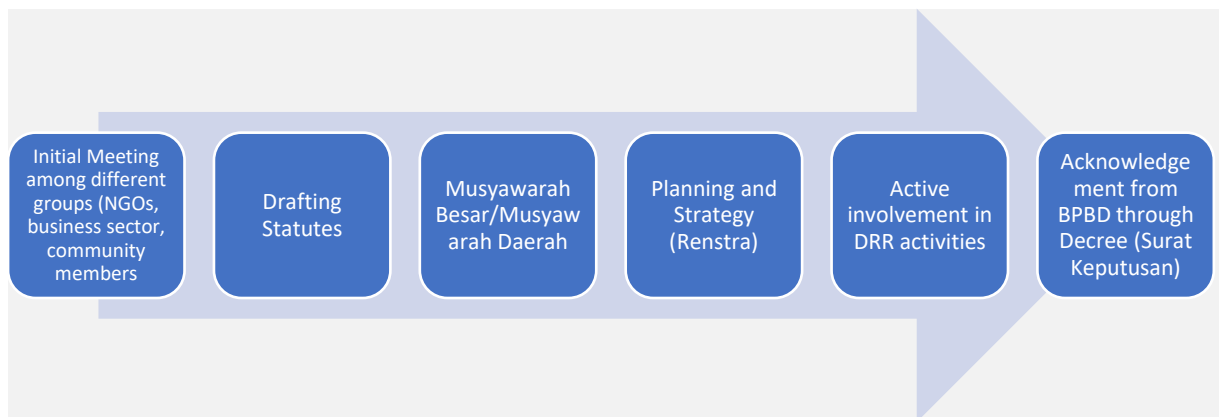 Initial Meeting
among different
groups (NGOs,
business sector,
community
members
Drafting
Statutes
Musyawarah
Besar/Musyaw
arah Daerah
Planning and
Strategy
(Renstra)
Active
involvement in
DRR activities
Acknowledge
ment from
BPBD through
Decree (Surat
Keputusan)